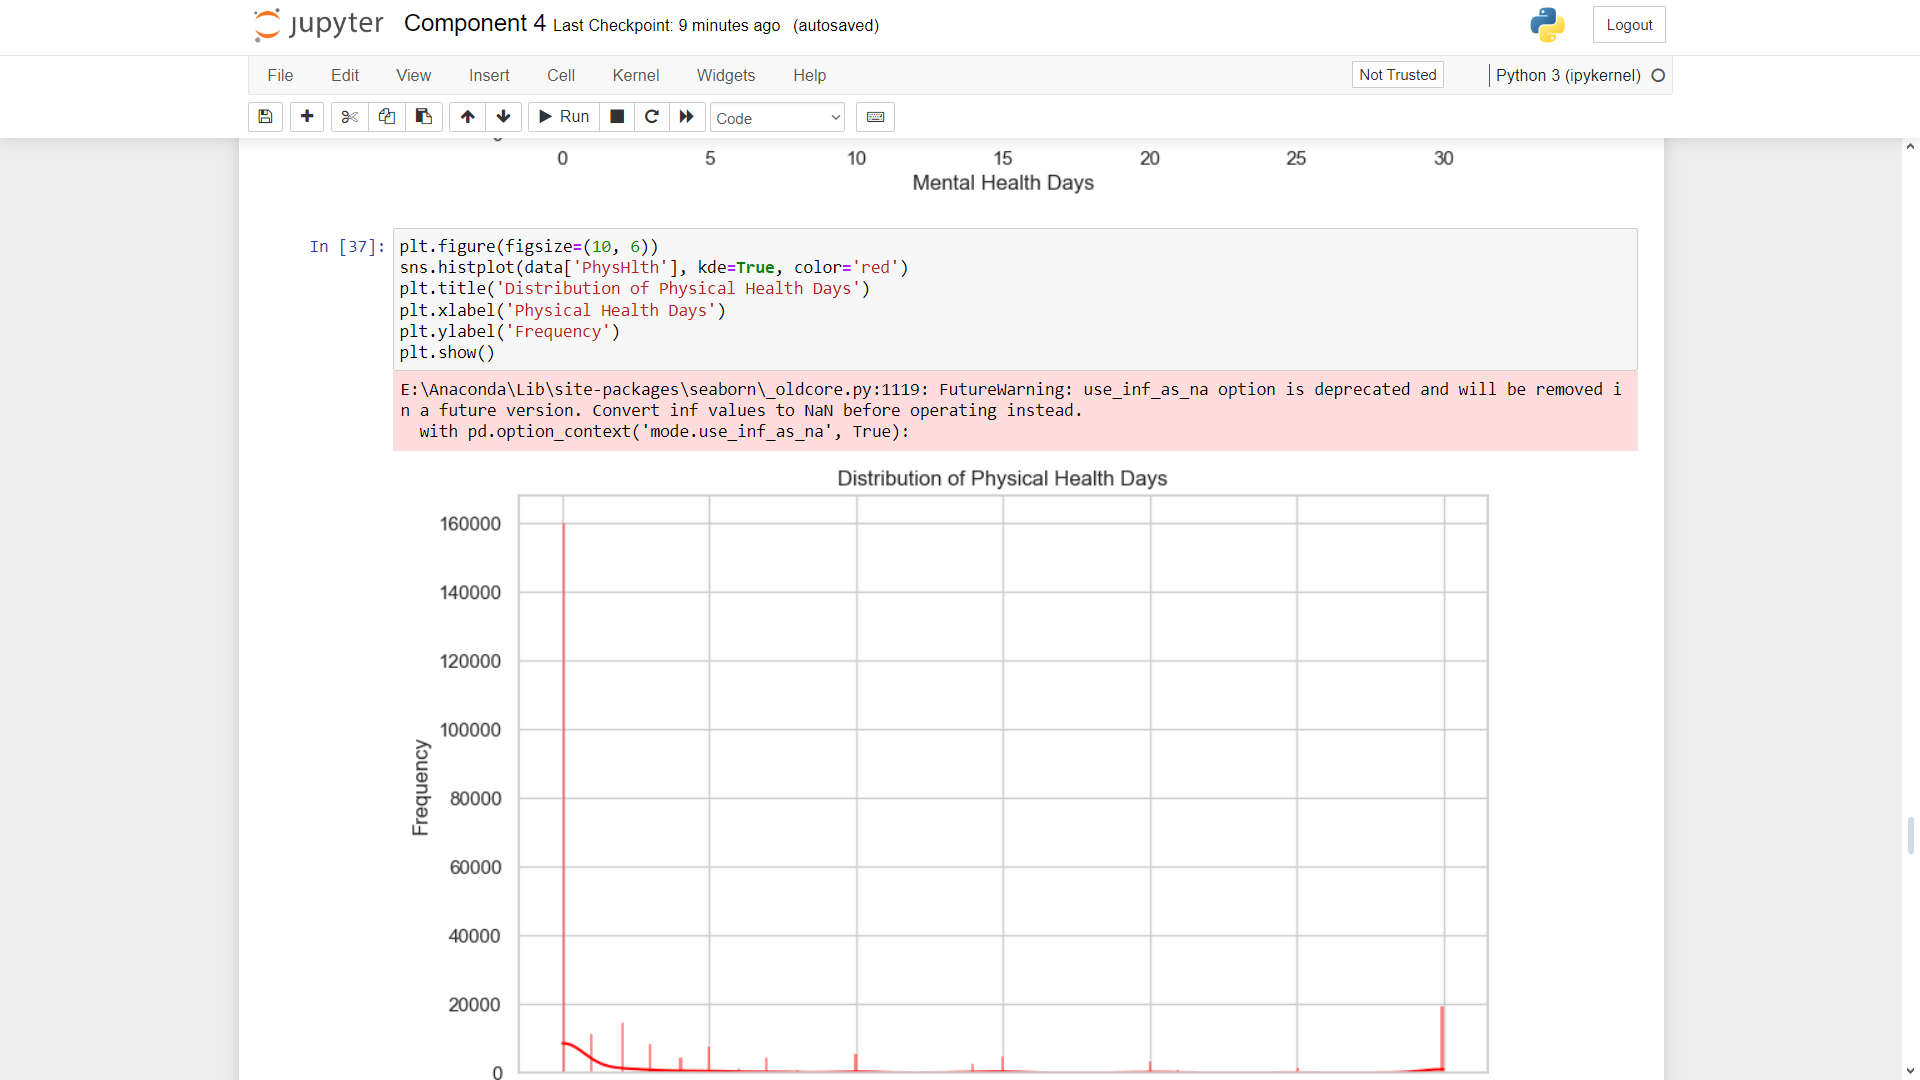 jupyter Component 4 Last Checkpoint: 9 minutes ago (autosaved) Logout
File Edit View Insert Cell Kernel Widgets Help Not Trusted Python 3 (ipykernel)
Run Code
0 5 10 15 20 25 30
Mental Health Days
In [37]: plt.figure(figsize=(10, 6))
sns.histplot(data['PhysHlth'], kde=True, color='red')
plt.title('Distribution of Physical Health Days')
plt.xlabel('Physical Health Days')
plt.ylabel('Frequency')
plt.show()
E:\Anaconda\Lib\site-packages\seaborn\_oldcore.py:1119: FutureWarning: use_inf_as_na option is deprecated and will be removed i
n a future version. Convert inf values to NaN before operating instead.
  with pd.option_context('mode.use_inf_as_na', True):
Distribution of Physical Health Days
160000
140000
120000
100000
80000
60000
40000
20000
0
Frequency